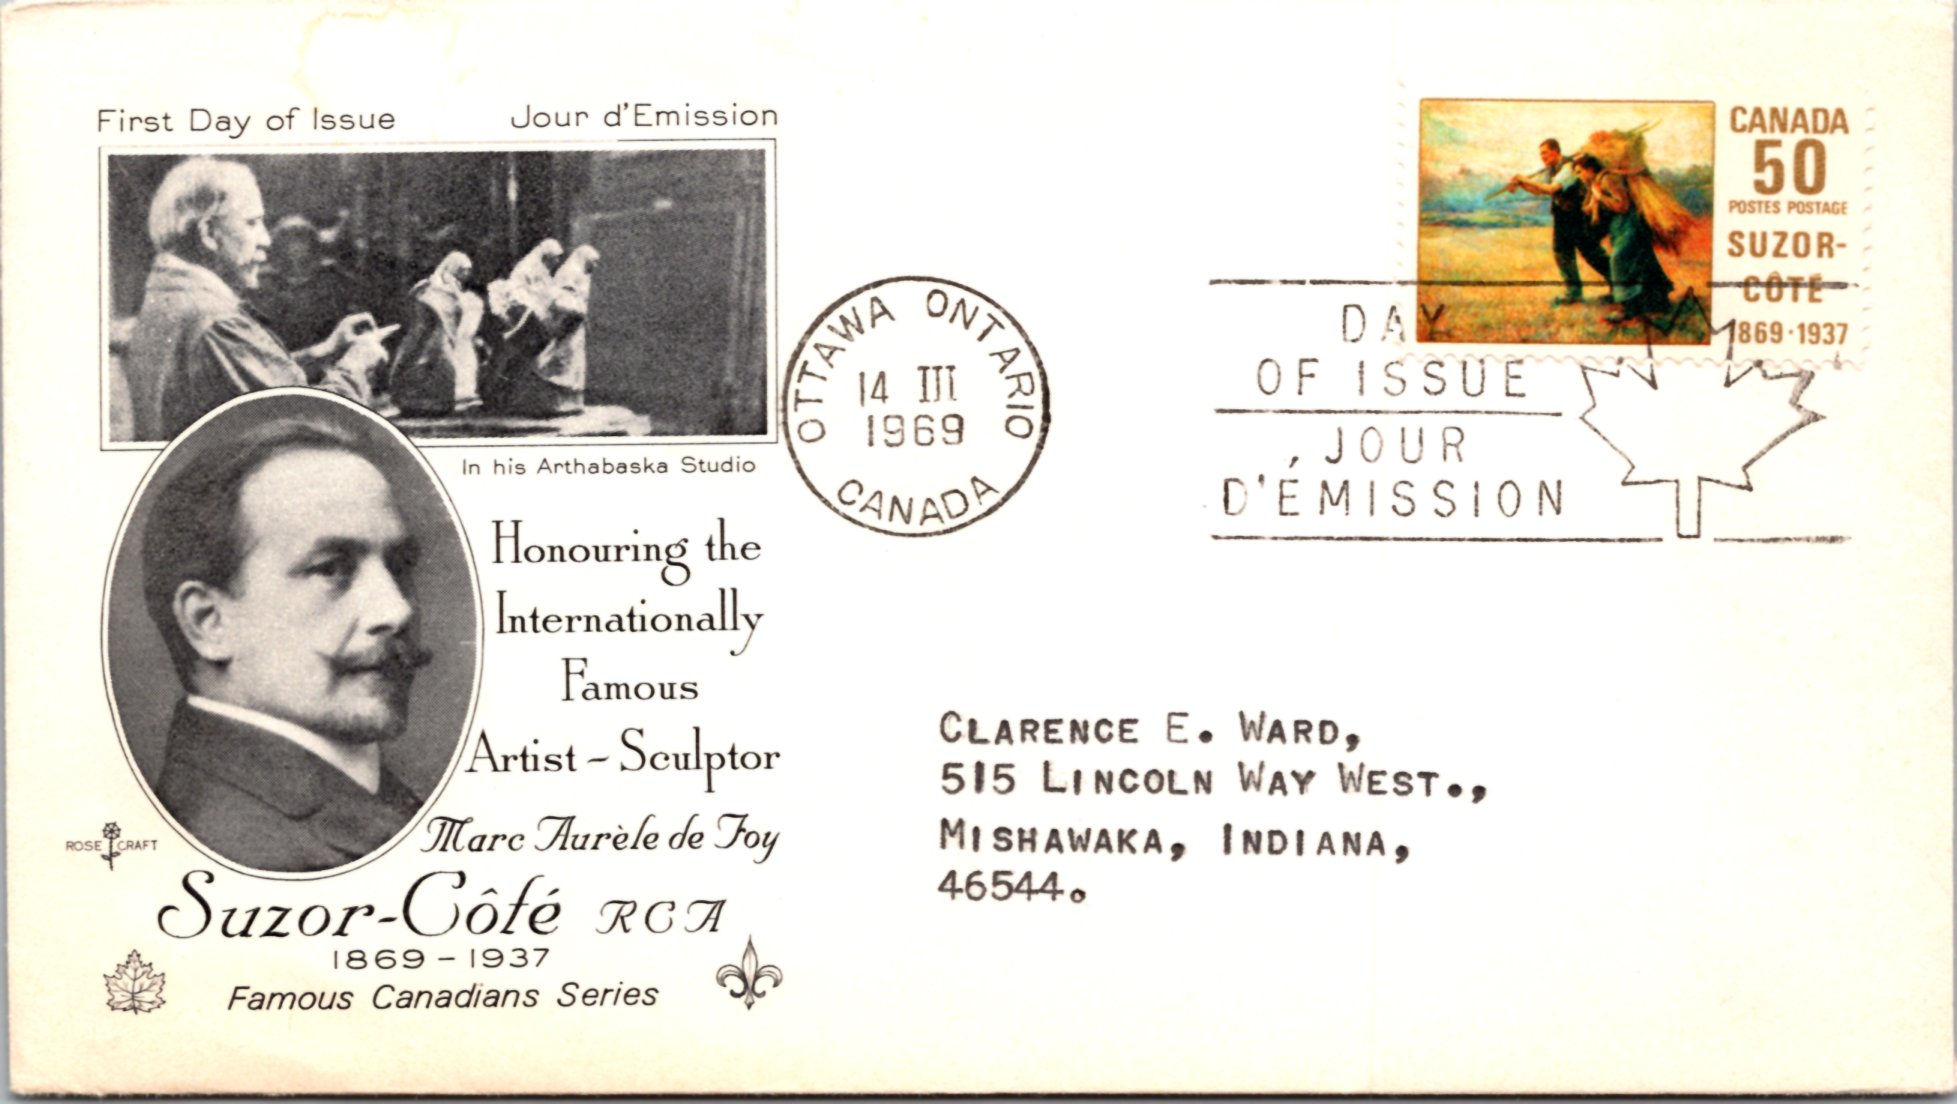 First Day of Issue Jour d'Emission
In his Arthabaska Studio
Honouring the
Internationally
Famous
Artist – Sculptor
Marc Aurèle de Foy
Suzor-Côté RCA
1869 – 1937
Famous Canadians Series
ROSE CRAFT
OTTAWA ONTARIO
14 III
1969
CANADA
DAY
OF ISSUE
JOUR
D'ÉMISSION
CANADA
50
POSTES POSTAGE
SUZOR-
CÔTÉ
1869·1937
CLARENCE E. WARD,
515 LINCOLN WAY WEST.,
MISHAWAKA, INDIANA,
46544.